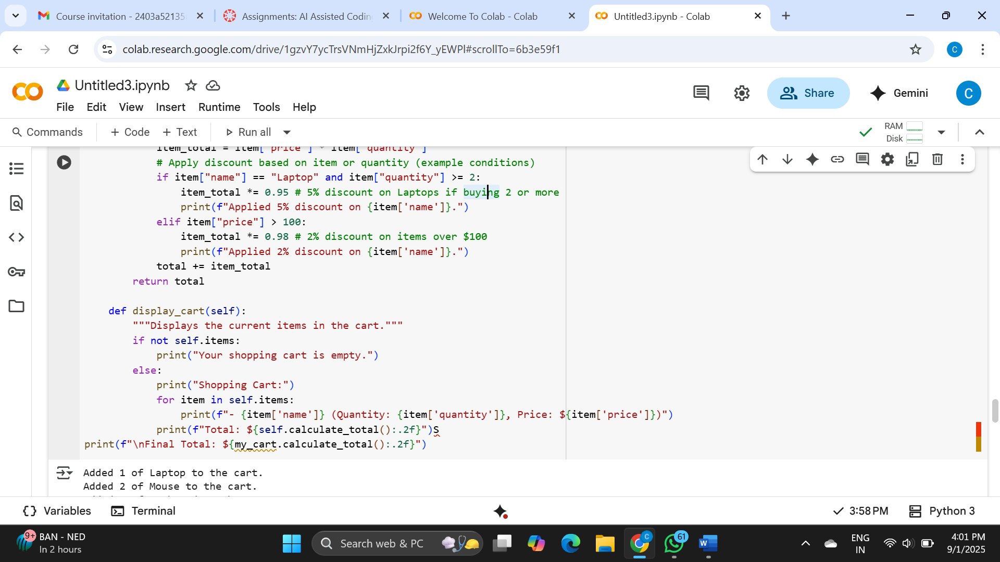 Course invitation - 2403a52135
Assignments: AI Assisted Codin
Welcome To Colab - Colab
Untitled3.ipynb - Colab
colab.research.google.com/drive/1gzvY7ycTrsVNmHjZxkJrpi2f6Y_yEWPl#scrollTo=6b3e59f1
C
Untitled3.ipynb
Share
Gemini
C
File Edit View Insert Runtime Tools Help
Commands + Code + Text Run all
RAM
Disk
item_total = item["price"] * item["quantity"]
# Apply discount based on item or quantity (example conditions)
if item["name"] == "Laptop" and item["quantity"] >= 2:
item_total *= 0.95 # 5% discount on Laptops if buying 2 or more
print(f"Applied 5% discount on {item['name']}.")
elif item["price"] > 100:
item_total *= 0.98 # 2% discount on items over $100
print(f"Applied 2% discount on {item['name']}.")
total += item_total
return total
def display_cart(self):
"""Displays the current items in the cart."""
if not self.items:
print("Your shopping cart is empty.")
else:
print("Shopping Cart:")
for item in self.items:
print(f"- {item['name']} (Quantity: {item['quantity']}, Price: ${item['price']})")
print(f"Total: ${self.calculate_total():.2f}")S
print(f"\nFinal Total: ${my_cart.calculate_total():.2f}")
Added 1 of Laptop to the cart.
Added 2 of Mouse to the cart.
Variables Terminal
3:58 PM Python 3
9+
BAN - NED
In 2 hours
Search web & PC
C
61
W
ENG
IN
4:01 PM
9/1/2025